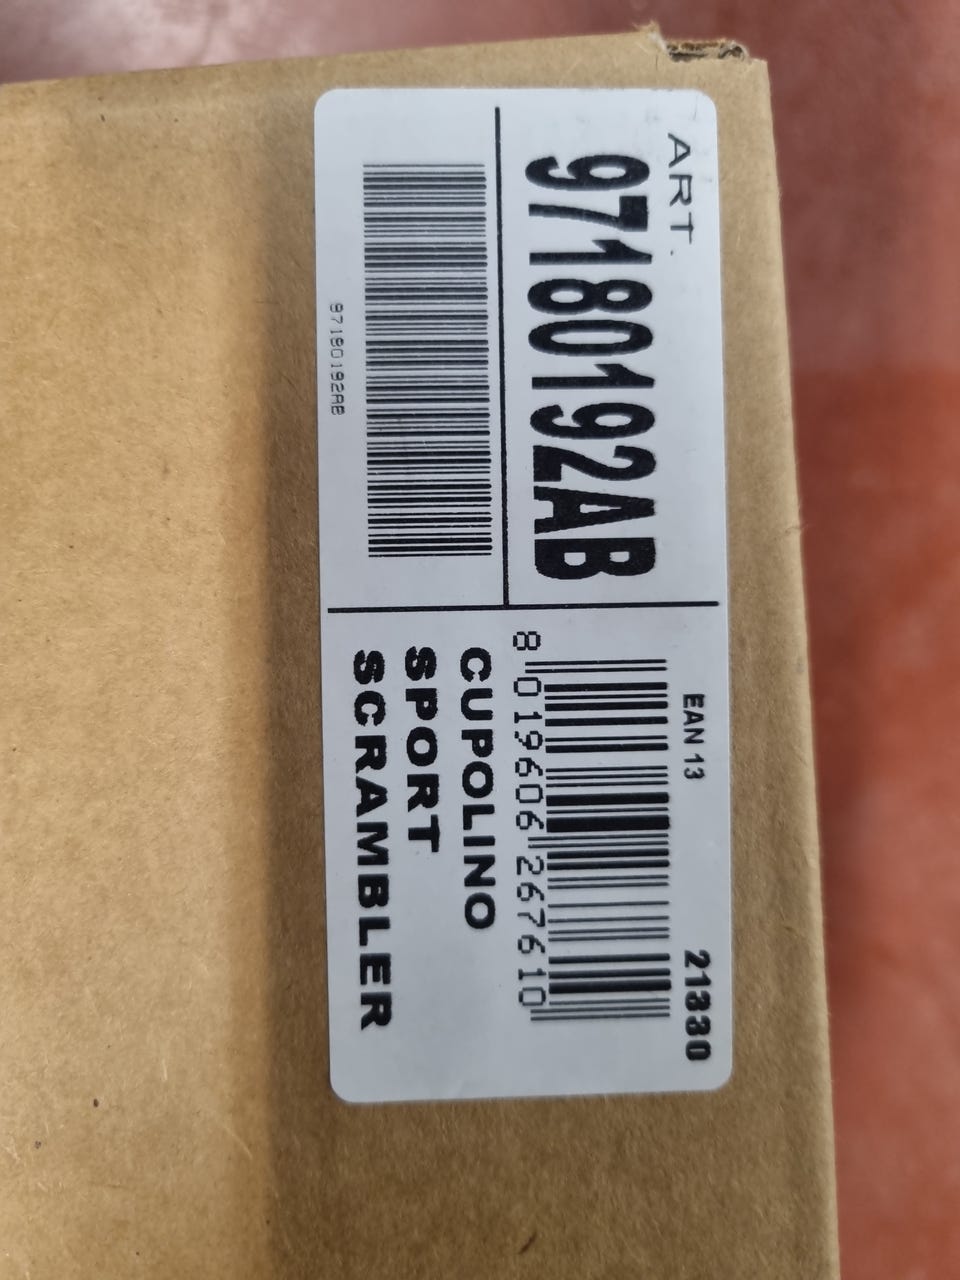 ART.
97180192AB
97180192AB
EAN 13
21330
8 019606 267610
CUPOLINO
SPORT
SCRAMBLER